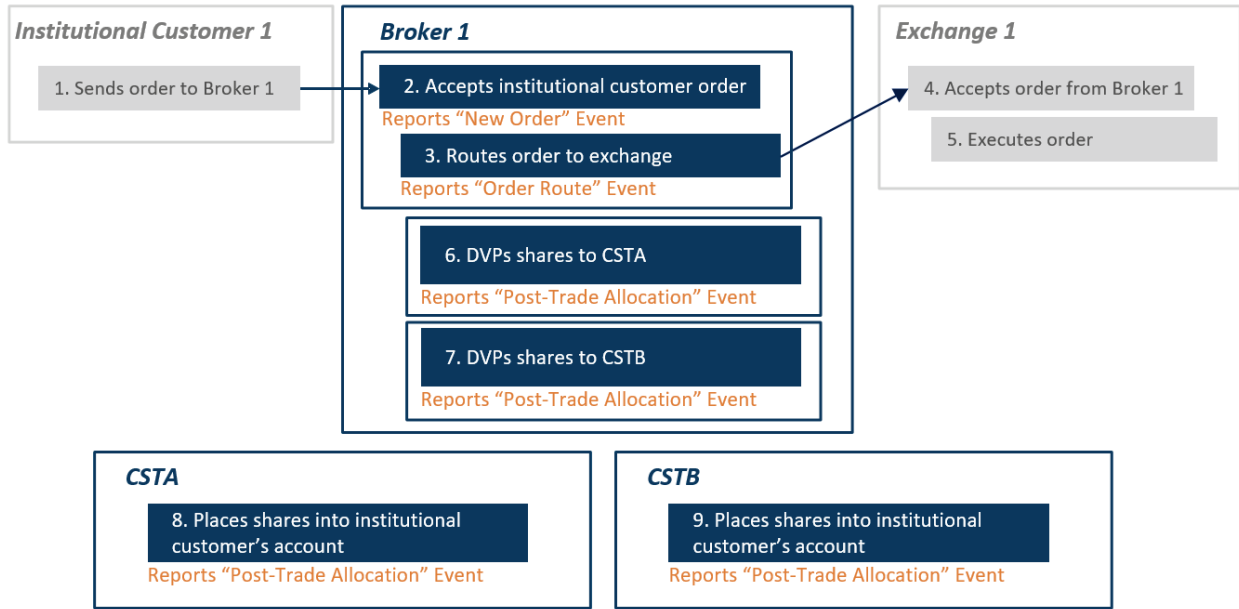 Institutional Customer 1
1. Sends order to Broker 1
Broker 1
2. Accepts institutional customer order
Reports “New Order” Event
3. Routes order to exchange
Reports “Order Route” Event
Exchange 1
4. Accepts order from Broker 1
5. Executes order
6. DVPs shares to CSTA
Reports “Post-Trade Allocation” Event
7. DVPs shares to CSTB
Reports “Post-Trade Allocation” Event
CSTA
8. Places shares into institutional
customer’s account
Reports “Post-Trade Allocation” Event
CSTB
9. Places shares into institutional
customer’s account
Reports “Post-Trade Allocation” Event